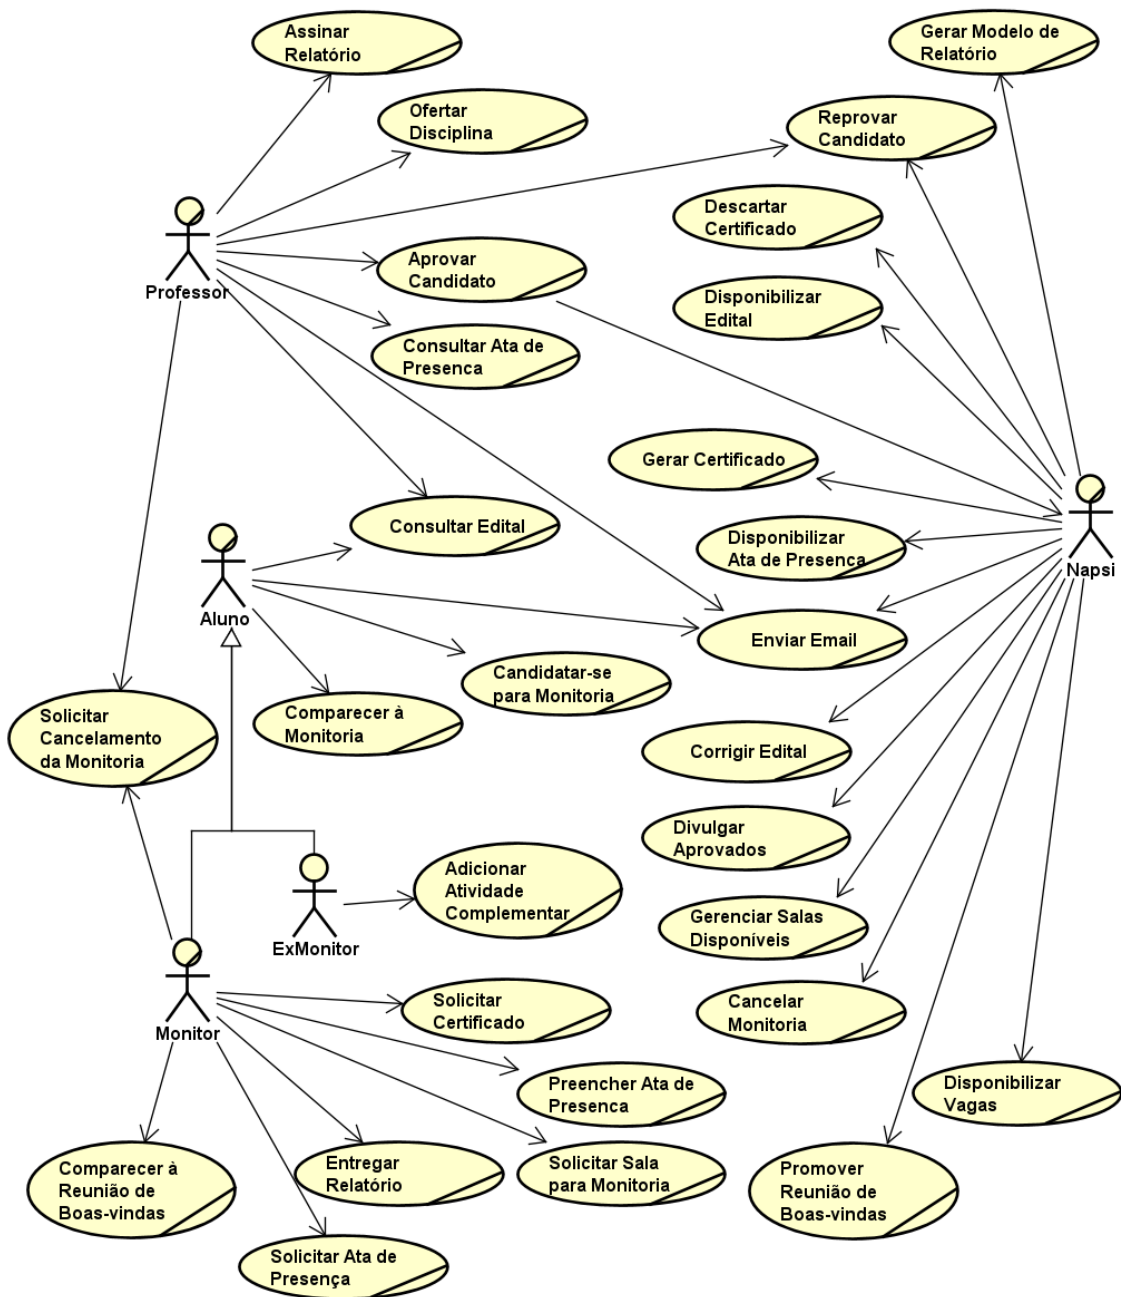 Assinar
Relatório
Gerar Modelo de
Relatório
Ofertar
Disciplina
Reprovar
Candidato
Descartar
Certificado
Professor
Aprovar
Candidato
Disponibilizar
Edital
Consultar Ata de
Presenca
Gerar Certificado
Consultar Edital
Disponibilizar
Ata de Presenca
Napsi
Aluno
Enviar Email
Candidatar-se
para Monitoria
Solicitar
Cancelamento
da Monitoria
Comparecer à
Monitoria
Corrigir Edital
Divulgar
Aprovados
Adicionar
Atividade
Complementar
ExMonitor
Gerenciar Salas
Disponíveis
Monitor
Solicitar
Certificado
Cancelar
Monitoria
Preencher Ata de
Presenca
Disponibilizar
Vagas
Comparecer à
Reunião de
Boas-vindas
Entregar
Relatório
Solicitar Sala
para Monitoria
Promover
Reunião de
Boas-vindas
Solicitar Ata de
Presença